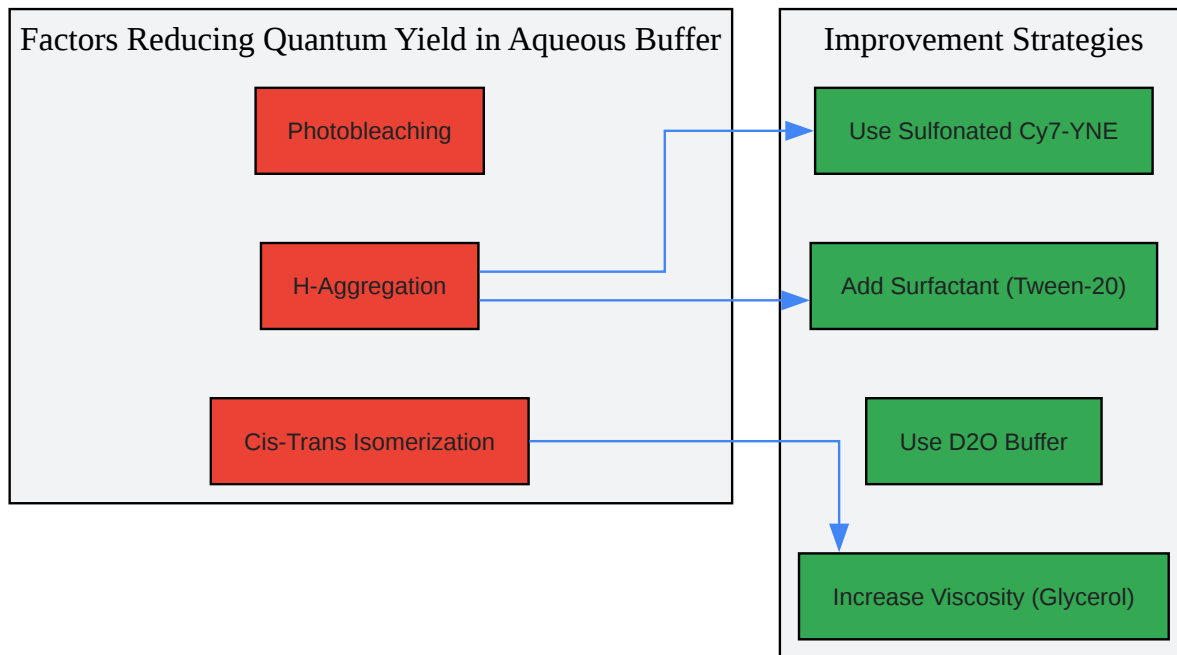 Factors Reducing Quantum Yield in Aqueous Buffer
Photobleaching
H-Aggregation
Cis-Trans Isomerization
Improvement Strategies
Use Sulfonated Cy7-YNE
Add Surfactant (Tween-20)
Use D2O Buffer
Increase Viscosity (Glycerol)